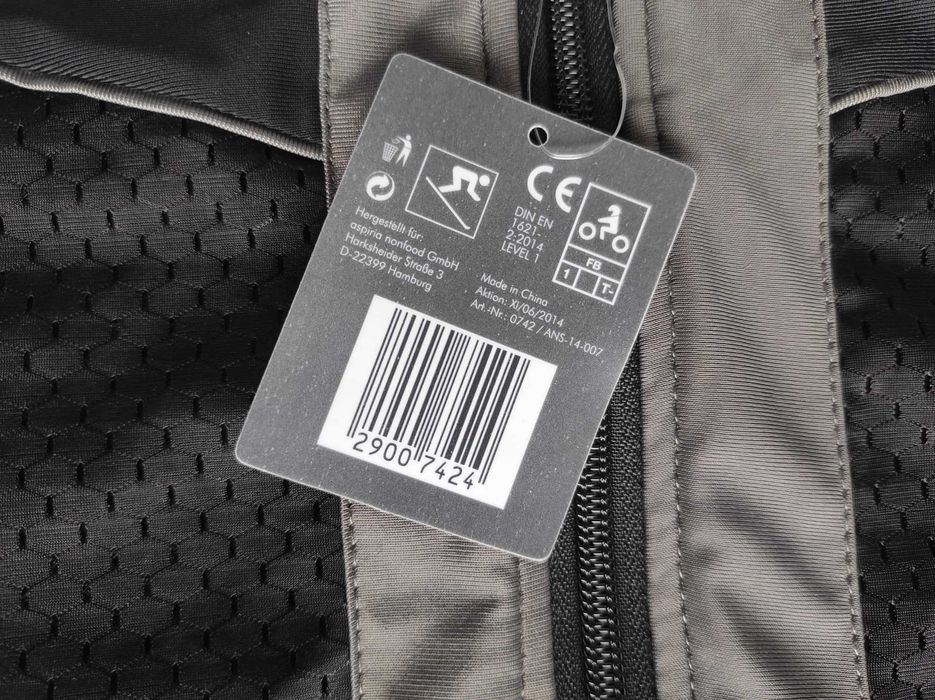 CE
DIN EN
1621-
2:2014
LEVEL 1
FB
1
T-
Hergestellt für:
aspiria nonfood GmbH
Harksheider Straße 3
D-22399 Hamburg
Made in China
Aktion: XI/06/2014
Art.-Nr.: 0742 / ANS-14-007
2900 7424